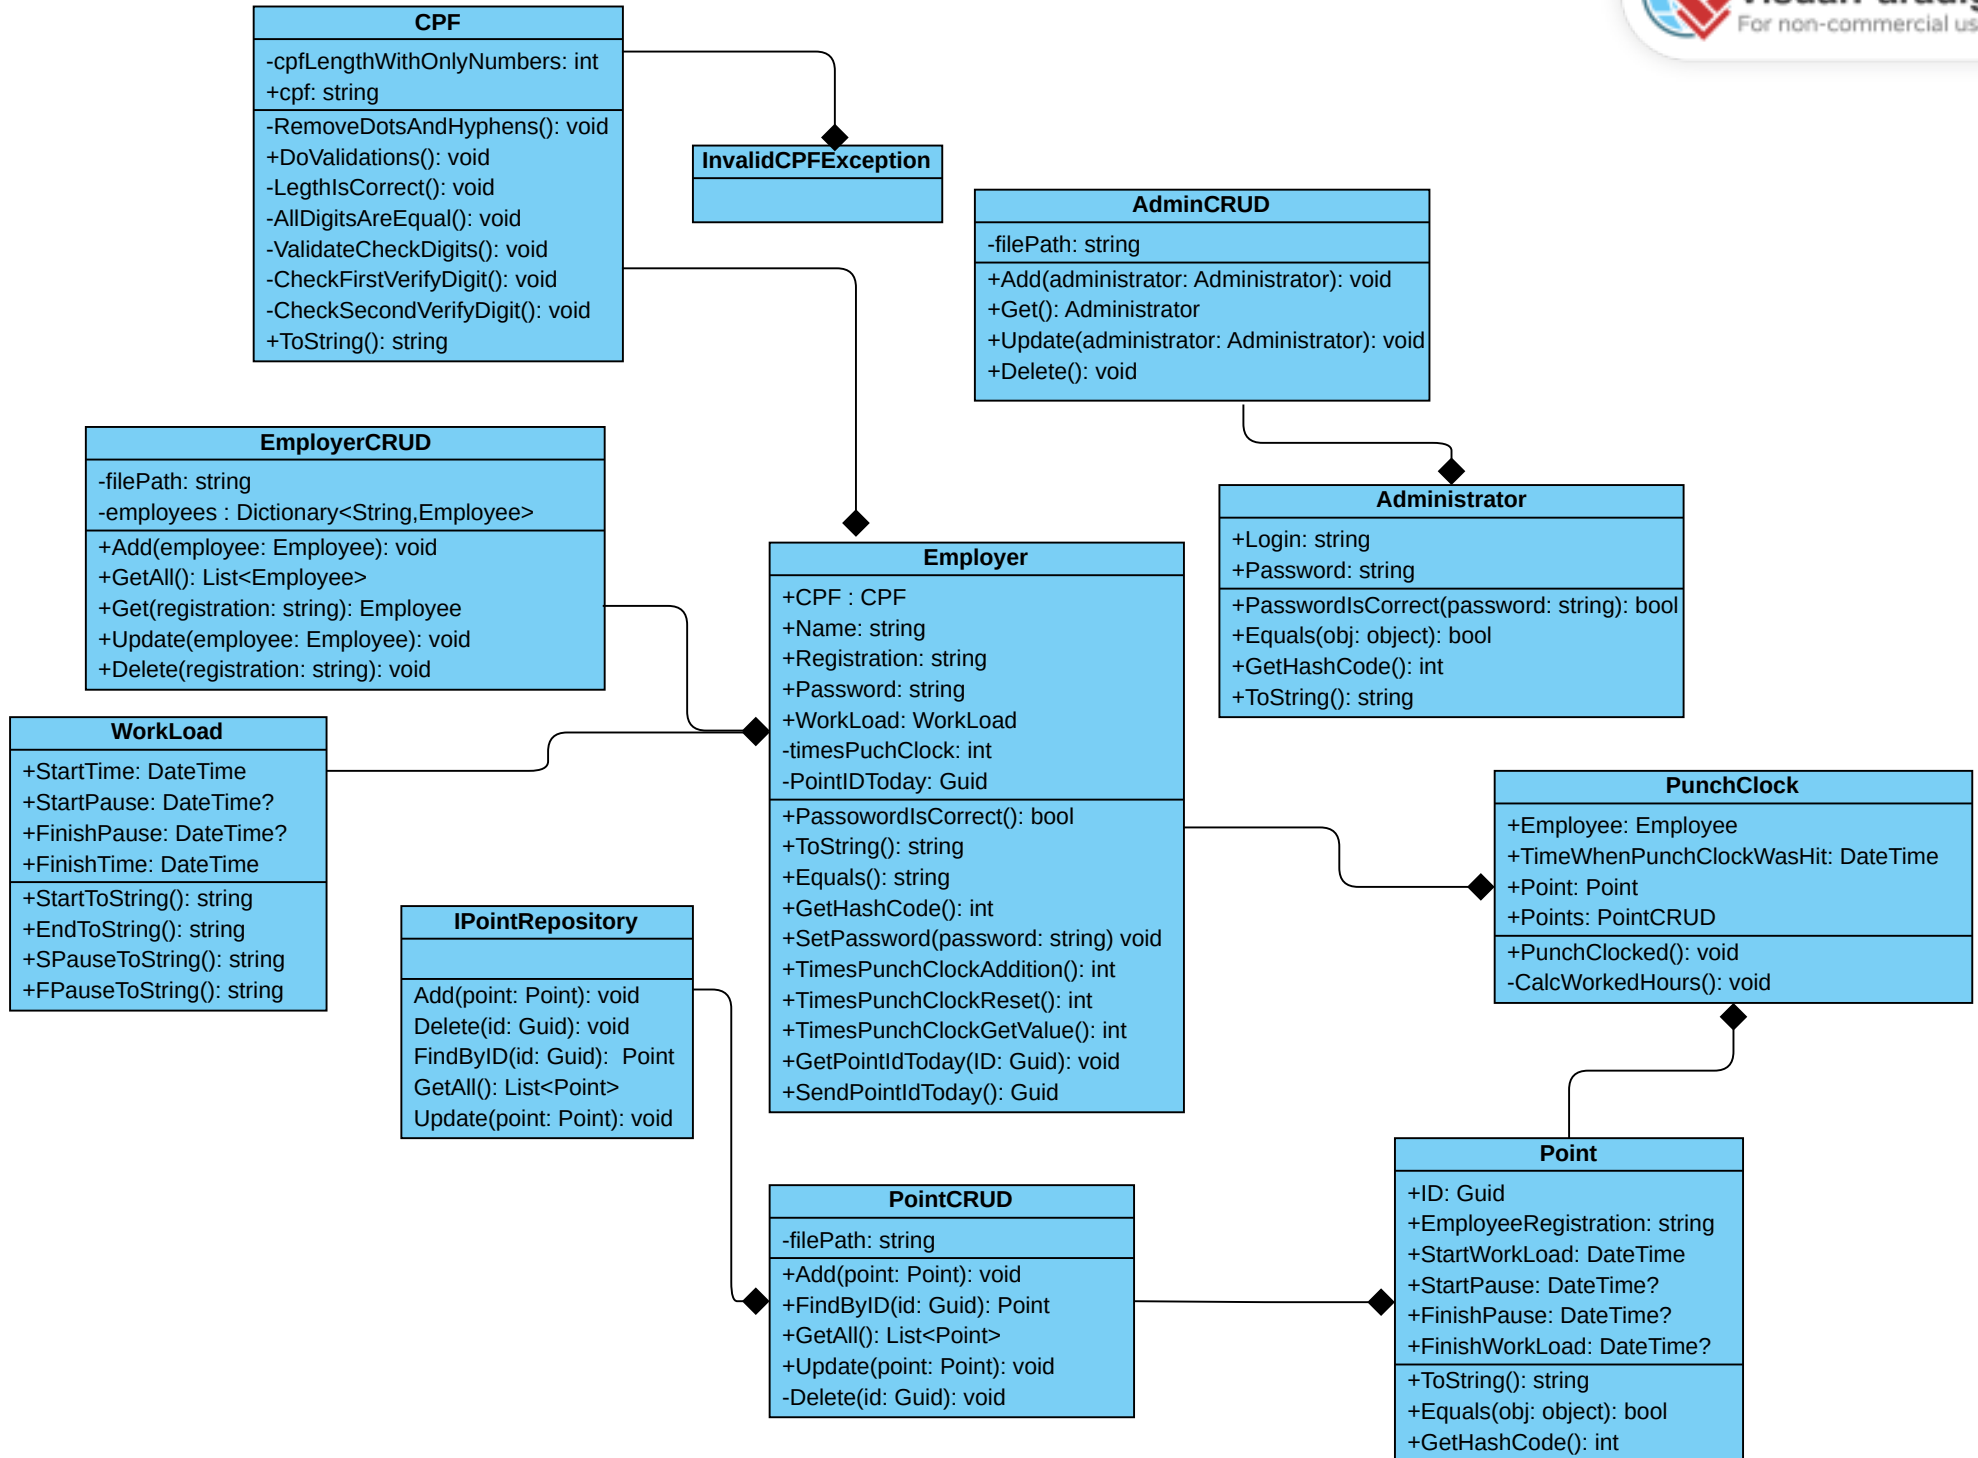 For non-commercial us
CPF
-cpfLengthWithOnlyNumbers: int
+cpf: string
-RemoveDotsAndHyphens(): void
+DoValidations(): void
-LegthIsCorrect(): void
-AllDigitsAreEqual(): void
-ValidateCheckDigits(): void
-CheckFirstVerifyDigit(): void
-CheckSecondVerifyDigit(): void
+ToString(): string
InvalidCPFException
AdminCRUD
-filePath: string
+Add(administrator: Administrator): void
+Get(): Administrator
+Update(administrator: Administrator): void
+Delete(): void
EmployerCRUD
-filePath: string
-employees : Dictionary<String,Employee>
+Add(employee: Employee): void
+GetAll(): List<Employee>
+Get(registration: string): Employee
+Update(employee: Employee): void
+Delete(registration: string): void
Administrator
+Login: string
+Password: string
+PasswordIsCorrect(password: string): bool
+Equals(obj: object): bool
+GetHashCode(): int
+ToString(): string
Employer
+CPF : CPF
+Name: string
+Registration: string
+Password: string
+WorkLoad: WorkLoad
-timesPuchClock: int
-PointIDToday: Guid
+PassowordIsCorrect(): bool
+ToString(): string
+Equals(): string
+GetHashCode(): int
+SetPassword(password: string) void
+TimesPunchClockAddition(): int
+TimesPunchClockReset(): int
+TimesPunchClockGetValue(): int
+GetPointIdToday(ID: Guid): void
+SendPointIdToday(): Guid
WorkLoad
+StartTime: DateTime
+StartPause: DateTime?
+FinishPause: DateTime?
+FinishTime: DateTime
+StartToString(): string
+EndToString(): string
+SPauseToString(): string
+FPauseToString(): string
PunchClock
+Employee: Employee
+TimeWhenPunchClockWasHit: DateTime
+Point: Point
+Points: PointCRUD
+PunchClocked(): void
-CalcWorkedHours(): void
IPointRepository
Add(point: Point): void
Delete(id: Guid): void
FindByID(id: Guid):  Point
GetAll(): List<Point>
Update(point: Point): void
PointCRUD
-filePath: string
+Add(point: Point): void
+FindByID(id: Guid): Point
+GetAll(): List<Point>
+Update(point: Point): void
-Delete(id: Guid): void
Point
+ID: Guid
+EmployeeRegistration: string
+StartWorkLoad: DateTime
+StartPause: DateTime?
+FinishPause: DateTime?
+FinishWorkLoad: DateTime?
+ToString(): string
+Equals(obj: object): bool
+GetHashCode(): int